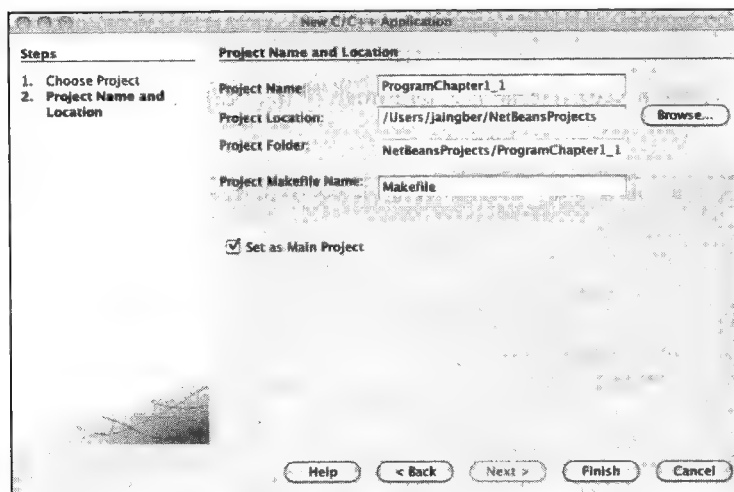 New C/C++ Application
Steps
1. Choose Project
2. Project Name and
Location
Project Name and Location
Project Name: ProgramChapter1_1
Project Location: /Users/jaingber/NetBeansProjects Browse...
Project Folder: NetBeansProjects/ProgramChapter1_1
Project Makefile Name: Makefile
Set as Main Project
Help < Back Next > Finish Cancel